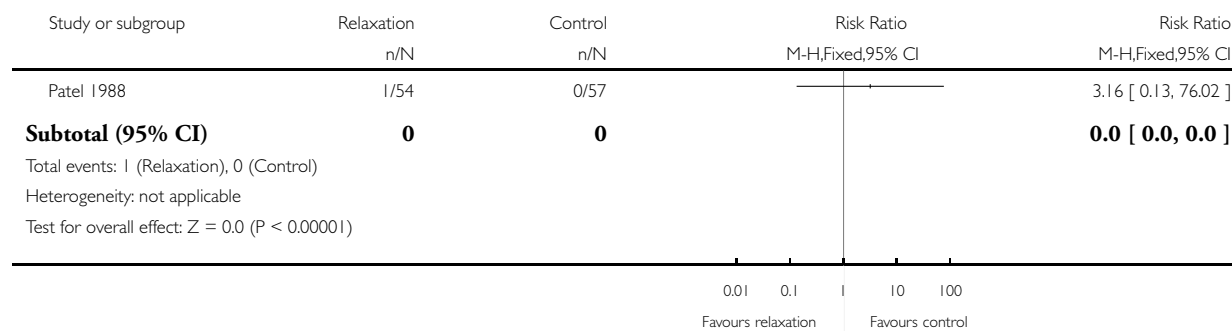 Study or subgroup Relaxation Control Risk Ratio Risk Ratio
n/N n/N M-H,Fixed,95% CI M-H,Fixed,95% CI
Patel 1988 1/54 0/57 3.16 [ 0.13, 76.02 ]
Subtotal (95% CI) 0 0 0.0 [ 0.0, 0.0 ]
Total events: 1 (Relaxation), 0 (Control)
Heterogeneity: not applicable
Test for overall effect: Z = 0.0 (P < 0.00001)
0.01 0.1 1 10 100
Favours relaxation Favours control